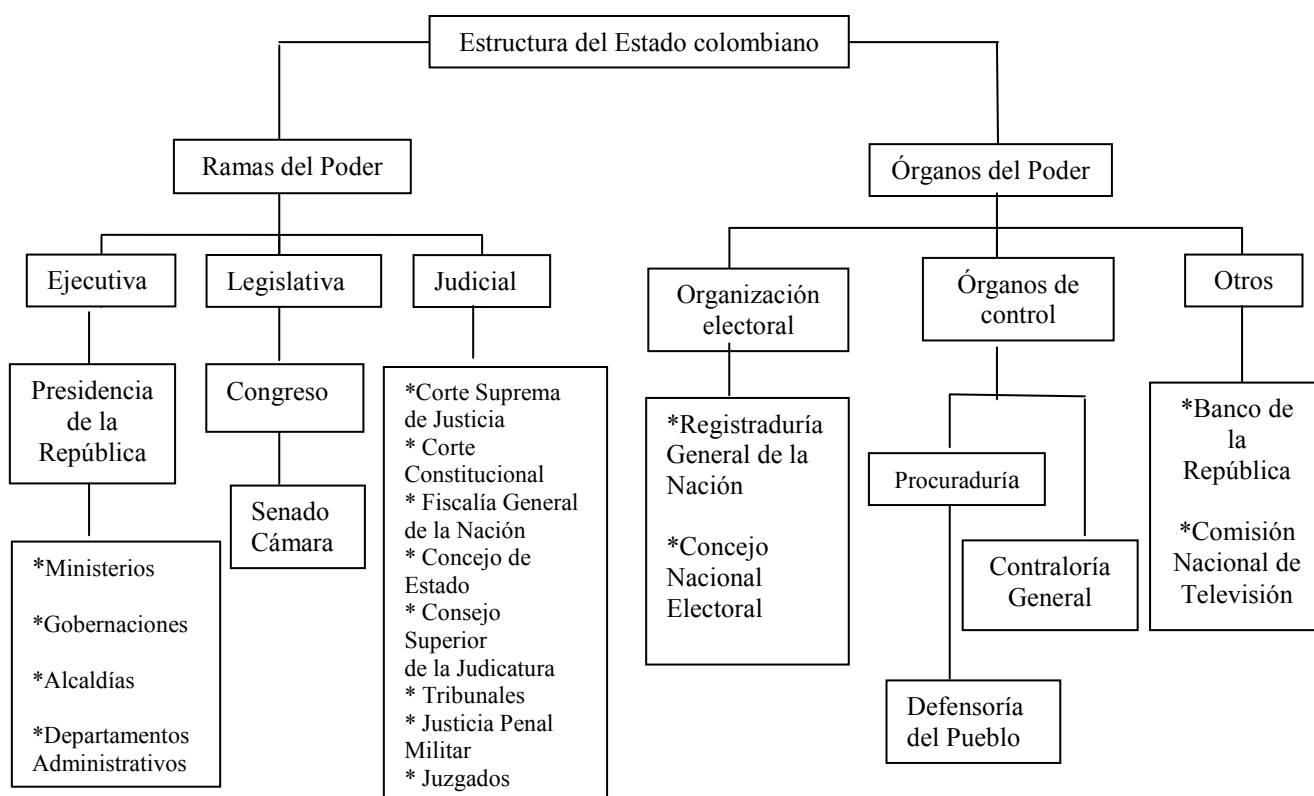 Estructura del Estado colombiano
Ramas del Poder
Órganos del Poder
Ejecutiva
Legislativa
Judicial
Organización
electoral
Órganos de
control
Otros
Presidencia
de la
República
Congreso
*Corte Suprema
de Justicia
* Corte
Constitucional
* Fiscalía General
de la Nación
* Concejo de
Estado
* Consejo
Superior
de la Judicatura
* Tribunales
* Justicia Penal
Militar
* Juzgados
*Registraduría
General de la
Nación
*Concejo
Nacional
Electoral
Procuraduría
*Banco de
la
República
*Comisión
Nacional de
Televisión
Senado
Cámara
Contraloría
General
*Ministerios
*Gobernaciones
*Alcaldías
*Departamentos
Administrativos
Defensoría
del Pueblo